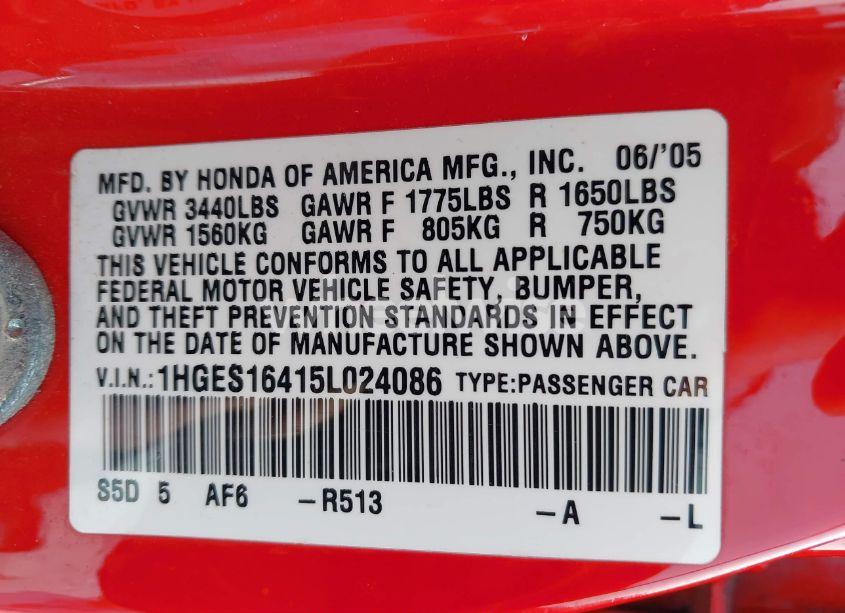 MFD. BY HONDA OF AMERICA MFG., INC. 06/'05
GVWR 3440LBS GAWR F 1775LBS R 1650LBS
GVWR 1560KG GAWR F 805KG R 750KG
THIS VEHICLE CONFORMS TO ALL APPLICABLE
FEDERAL MOTOR VEHICLE SAFETY, BUMPER,
AND THEFT PREVENTION STANDARDS IN EFFECT
ON THE DATE OF MANUFACTURE SHOWN ABOVE.
V.I.N.:1HGES16415L024086 TYPE:PASSENGER CAR
S5D 5 AF6 –R513 –A –L